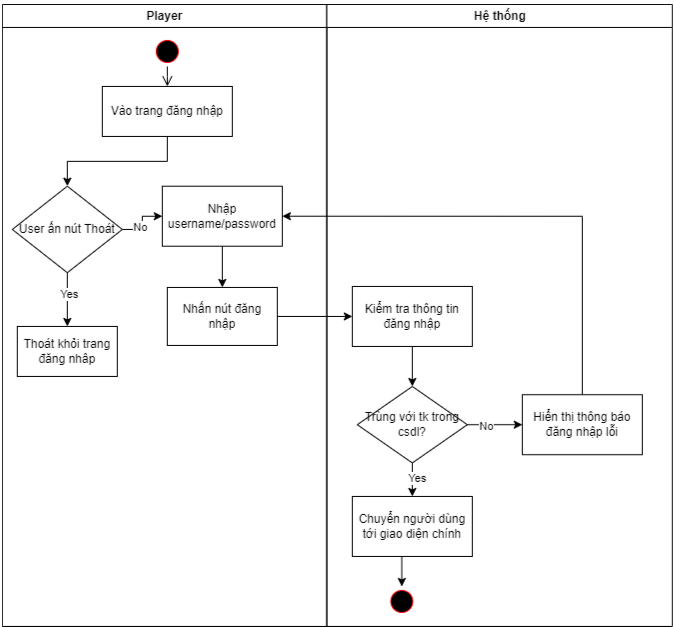 Player
Hệ thống
Vào trang đăng nhập
User ấn nút Thoát
No
Nhập
username/password
Yes
Nhấn nút đăng
nhập
Kiểm tra thông tin
đăng nhập
Thoát khỏi trang
đăng nhập
Trùng với tk trong
csdl?
No
Hiển thị thông báo
đăng nhập lỗi
Yes
Chuyển người dùng
tới giao diện chính